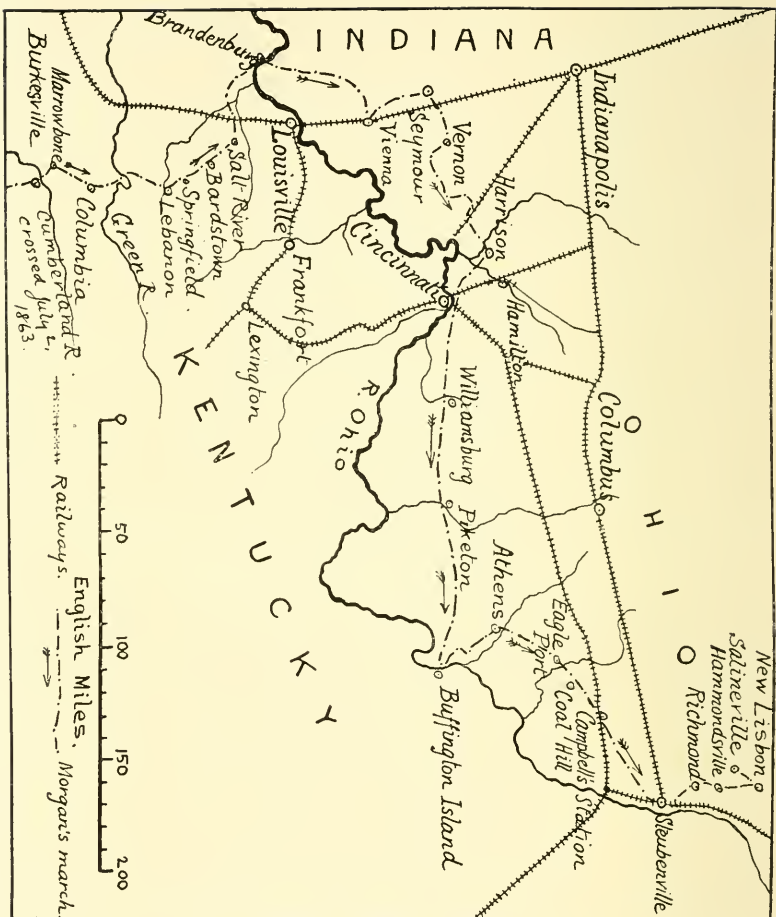 INDIANA
Brandenburg
Indianapolis
Louisville
Vienna
Seymour
Vernon
Harrison
Salt River
Bardstown
Springfield
Lebanon
Marrowbone
Burkesville
Columbia
Green R.
Cumberland R.
crossed July 2,
1863.
Cincinnati
Hamilton
Frankfort
Lexington
KENTUCKY
R. Ohio
Williamsburg
Piketon
Columbus
OHIO
Athens
Eagle
Port
Coal Hill
Campbell's Station
Buffington Island
New Lisbon
Salineville
Hammondsville
Richmond
Steubenville
0 50 100 150 200
English Miles.
Railways.
Morgan's march.